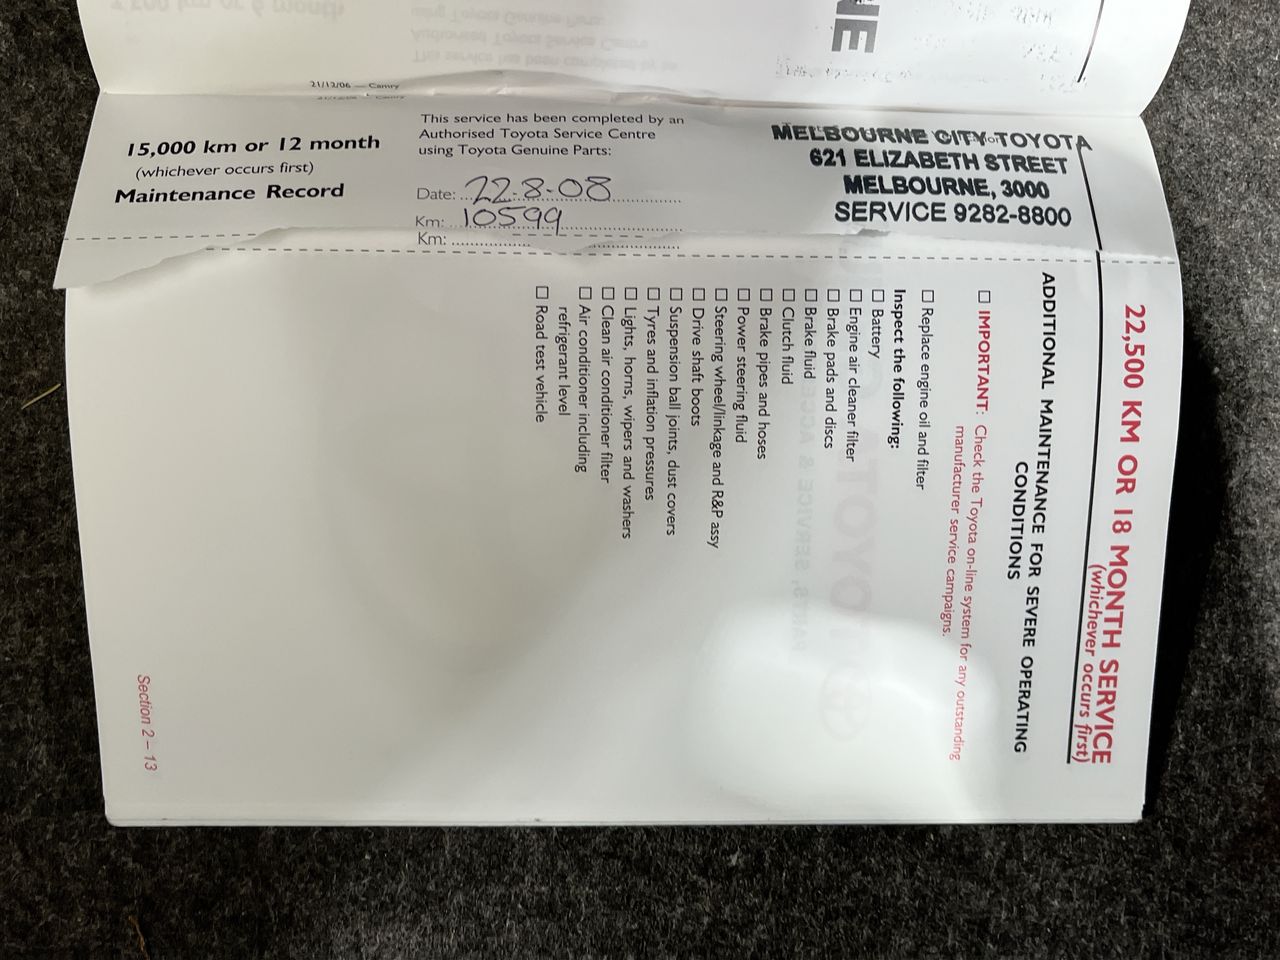 21/12/06 — Camry
15,000 km or 12 month
(whichever occurs first)
Maintenance Record
This service has been completed by an
Authorised Toyota Service Centre
using Toyota Genuine Parts:
Date: 22-8-08
Km: 10599
Km:
MELBOURNE CITY TOYOTA
621 ELIZABETH STREET
MELBOURNE, 3000
SERVICE 9282-8800
22,500 KM OR 18 MONTH SERVICE
(whichever occurs first)
ADDITIONAL MAINTENANCE FOR SEVERE OPERATING
CONDITIONS
☐ IMPORTANT: Check the Toyota on-line system for any outstanding
manufacturer service campaigns.
☐ Replace engine oil and filter
Inspect the following:
☐ Battery
☐ Engine air cleaner filter
☐ Brake pads and discs
☐ Brake fluid
☐ Clutch fluid
☐ Brake pipes and hoses
☐ Power steering fluid
☐ Steering wheel/linkage and R&P assy
☐ Drive shaft boots
☐ Suspension ball joints, dust covers
☐ Tyres and inflation pressures
☐ Lights, horns, wipers and washers
☐ Clean air conditioner filter
☐ Air conditioner including
refrigerant level
☐ Road test vehicle
Section 2 – 13